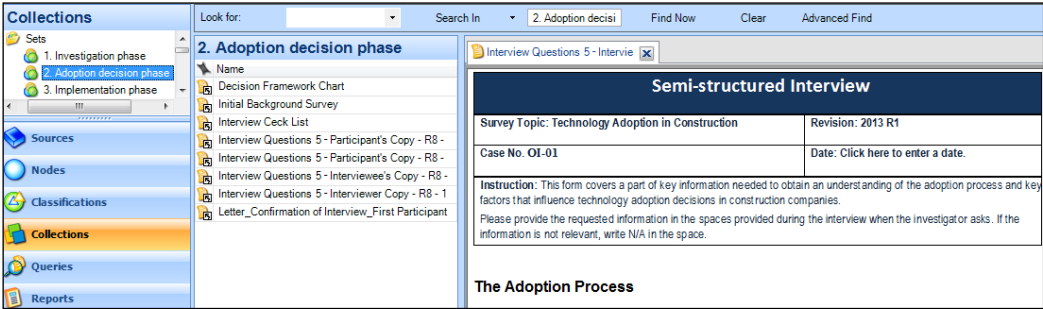 Collections
Look for:
Search In
2. Adoption decisi
Find Now
Clear
Advanced Find
Sets
1. Investigation phase
2. Adoption decision phase
3. Implementation phase
Sources
Nodes
Classifications
Collections
Queries
Reports
2. Adoption decision phase
Name
Decision Framework Chart
Initial Background Survey
Interview Ceck List
Interview Questions 5 - Participant's Copy - R8 -
Interview Questions 5 - Participant's Copy - R8 -
Interview Questions 5 - Interviewee's Copy - R8 -
Interview Questions 5 - Interviewer Copy - R8 - 1
Letter_Confirmation of Interview_First Participant
Interview Questions 5 - Intervie
Semi-structured Interview
Survey Topic: Technology Adoption in Construction
Revision: 2013 R1
Case No. OI-01
Date: Click here to enter a date.
Instruction: This form covers a part of key information needed to obtain an understanding of the adoption process and key
factors that influence technology adoption decisions in construction companies.
Please provide the requested information in the spaces provided during the interview when the investigator asks. If the
information is not relevant, write N/A in the space.
The Adoption Process